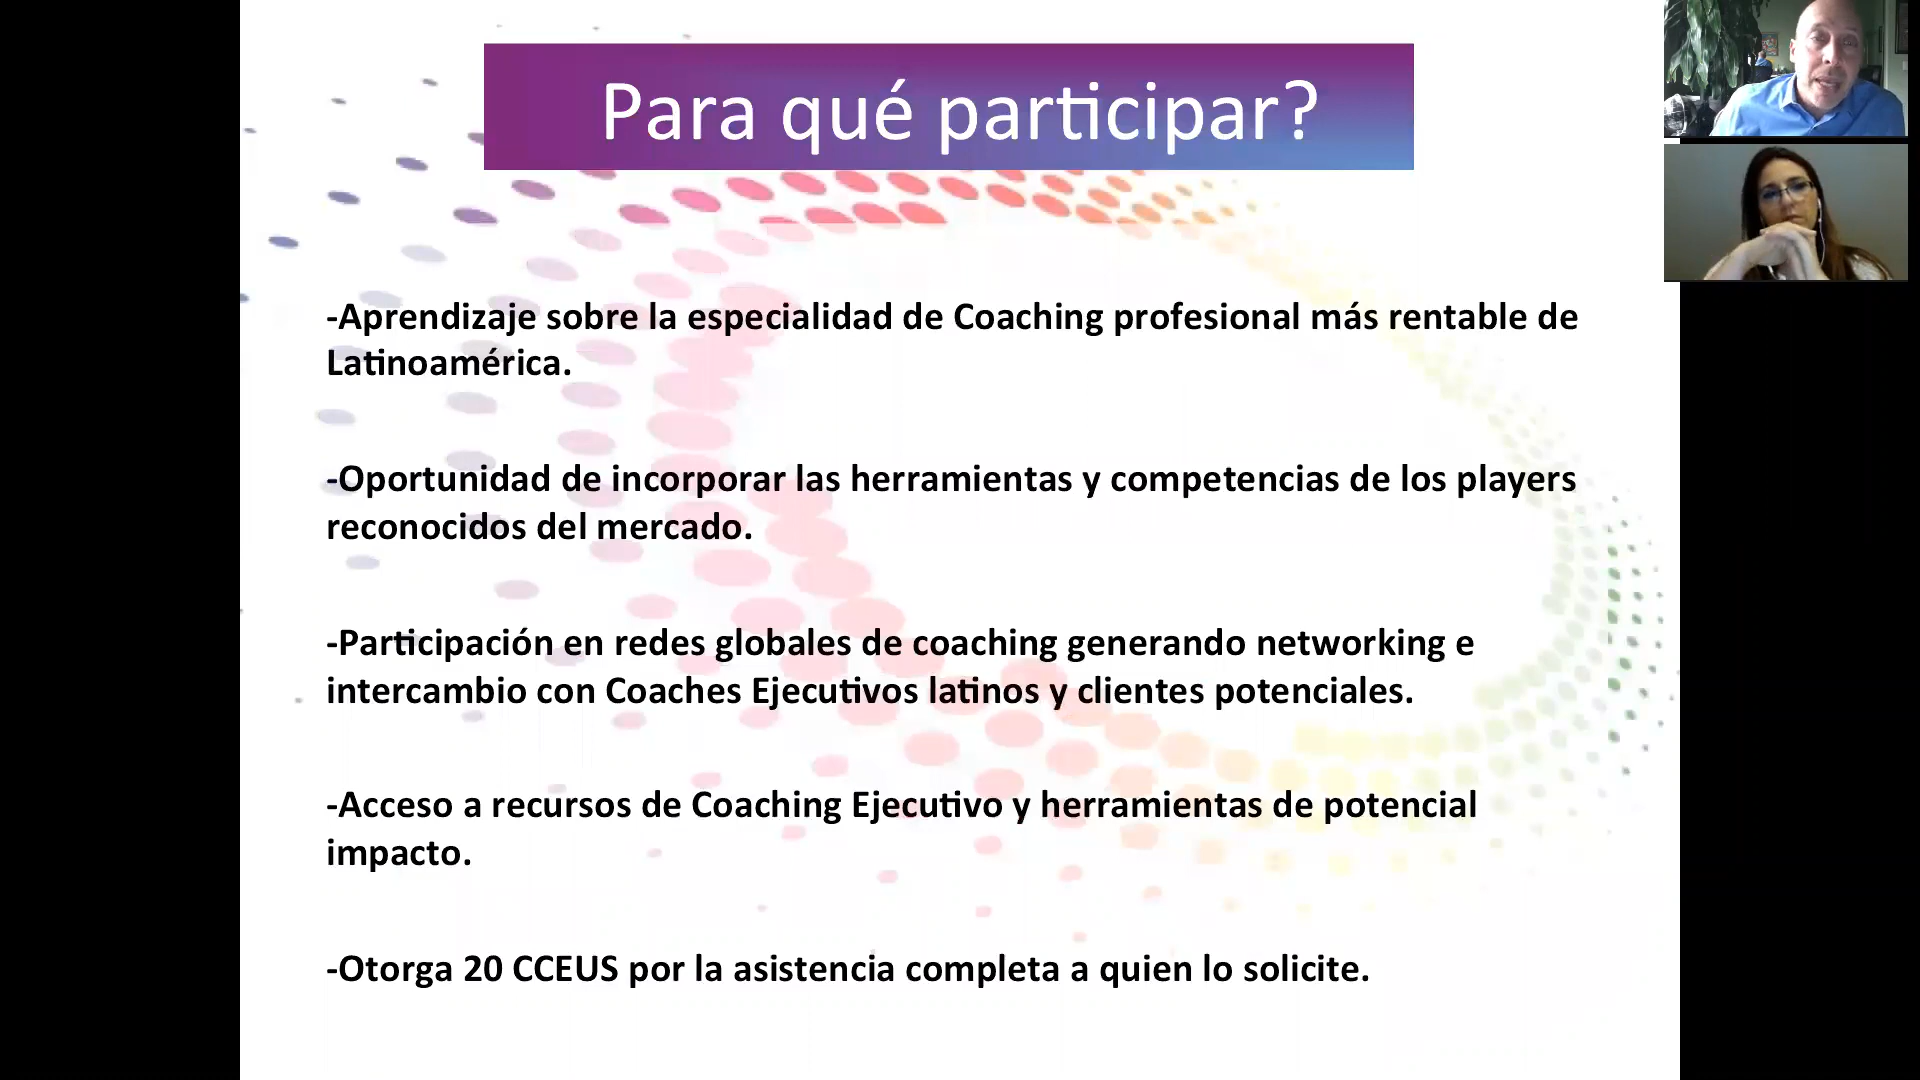 Para qué participar?
-Aprendizaje sobre la especialidad de Coaching profesional más rentable de
Latinoamérica.
-Oportunidad de incorporar las herramientas y competencias de los players
reconocidos del mercado.
-Participación en redes globales de coaching generando networking e
intercambio con Coaches Ejecutivos latinos y clientes potenciales.
-Acceso a recursos de Coaching Ejecutivo y herramientas de potencial
impacto.
-Otorga 20 CCEUS por la asistencia completa a quien lo solicite.